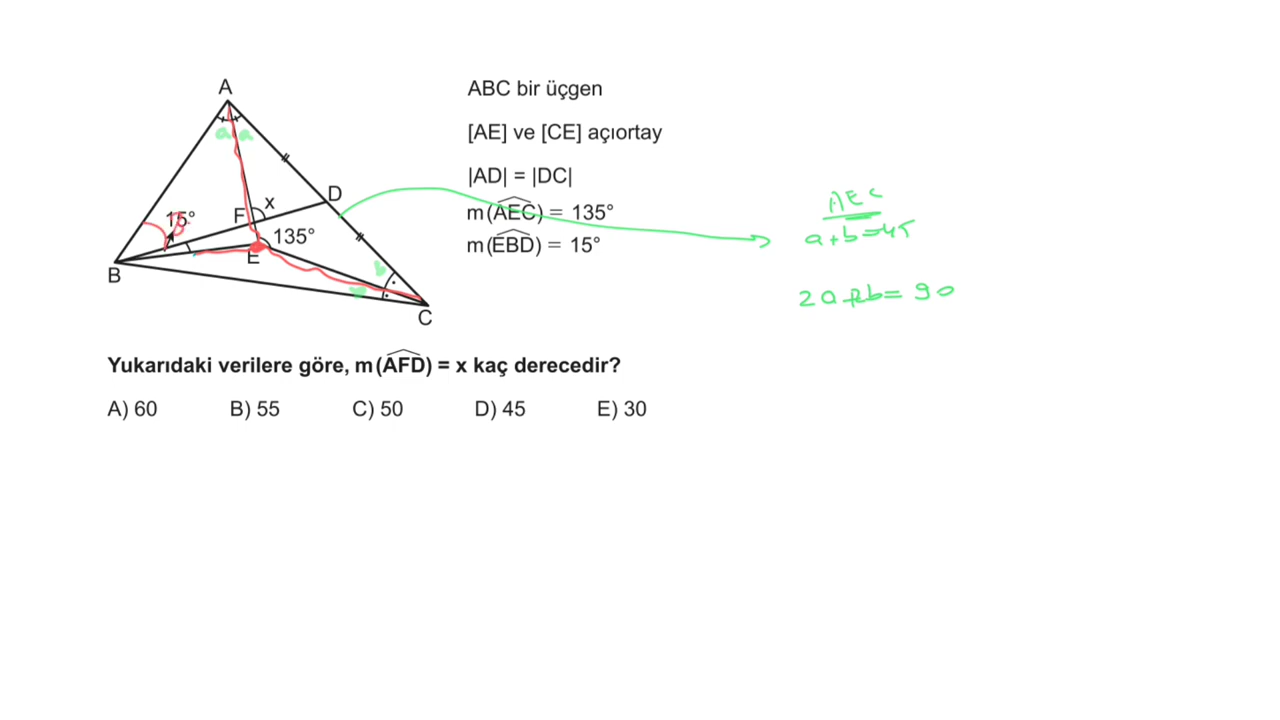 A
ABC bir üçgen
[AE] ve [CE] açıortay
|AD| = |DC|
m(AEC) = 135°
m(EBD) = 15°
a a
D
x
F
15°
135°
E
B
b
C
AEC
a+b=45
2a+2b= 90
Yukarıdaki verilere göre, m(AFD) = x kaç derecedir?
A) 60 B) 55 C) 50 D) 45 E) 30